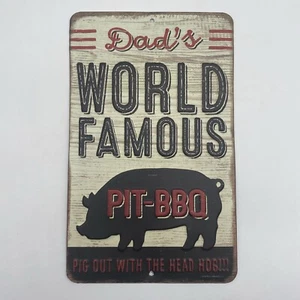 Dad's
WORLD
FAMOUS
PIT-BBQ
PIG OUT WITH THE HEAD HOG!!!